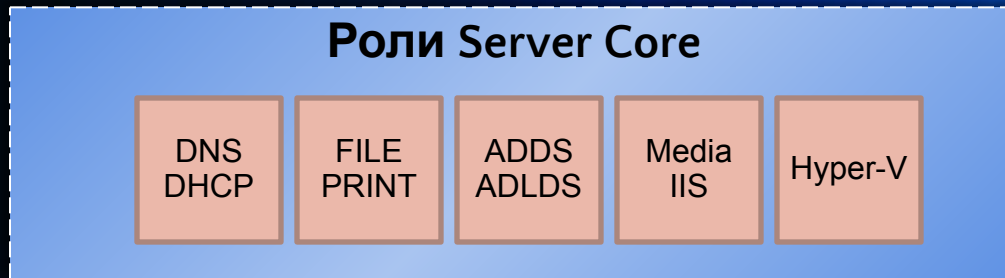 Роли Server Core
DNS
DHCP
FILE
PRINT
ADDS
ADLDS
Media
IIS
Hyper-V